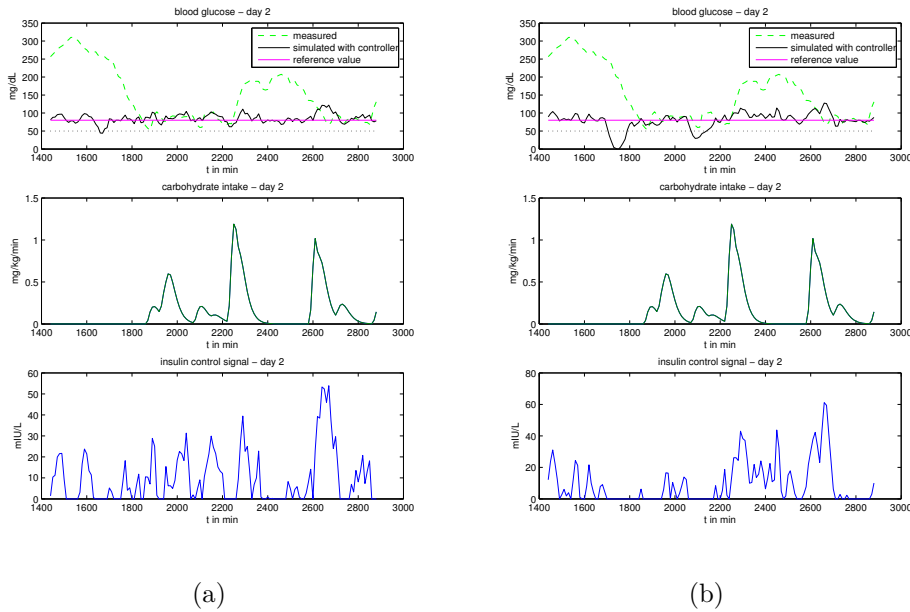 blood glucose – day 2
mg/dL
350
300
250
200
150
100
50
0
measured
simulated with controller
reference value
1400 1600 1800 2000 2200 2400 2600 2800 3000
t in min
carbohydrate intake – day 2
mg/kg/min
1.5
1
0.5
0
1400 1600 1800 2000 2200 2400 2600 2800 3000
t in min
insulin control signal – day 2
mIU/L
60
50
40
30
20
10
0
1400 1600 1800 2000 2200 2400 2600 2800 3000
t in min
(a)
blood glucose – day 2
mg/dL
350
300
250
200
150
100
50
0
measured
simulated with controller
reference value
1400 1600 1800 2000 2200 2400 2600 2800 3000
t in min
carbohydrate intake – day 2
mg/kg/min
1.5
1
0.5
0
1400 1600 1800 2000 2200 2400 2600 2800 3000
t in min
insulin control signal – day 2
mIU/L
80
60
40
20
0
1400 1600 1800 2000 2200 2400 2600 2800 3000
t in min
(b)